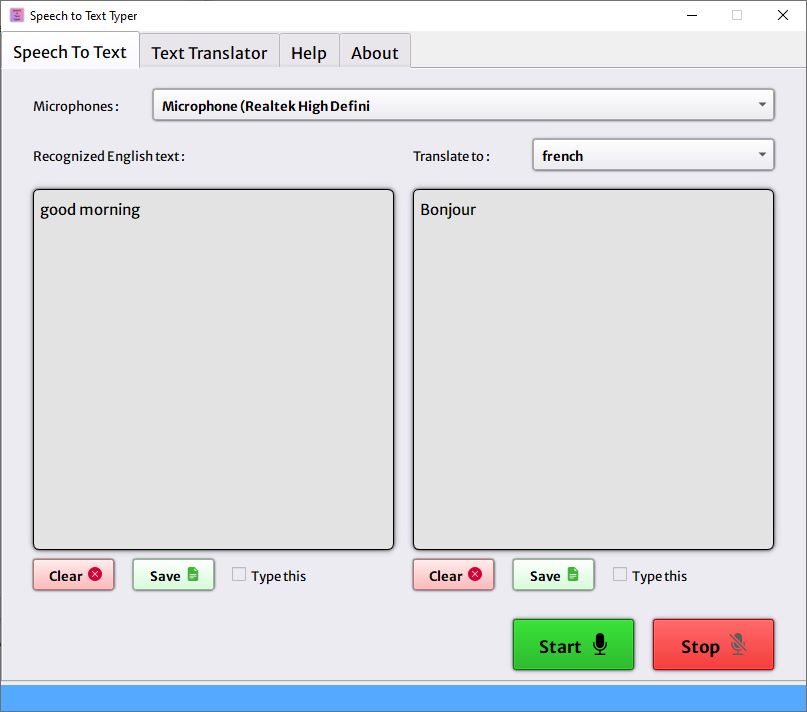 Speech to Text Typer
Speech To Text Text Translator Help About
Microphones : Microphone (Realtek High Defini
Recognized English text : Translate to : french
good morning Bonjour
Clear Save Type this Clear Save Type this
Start Stop